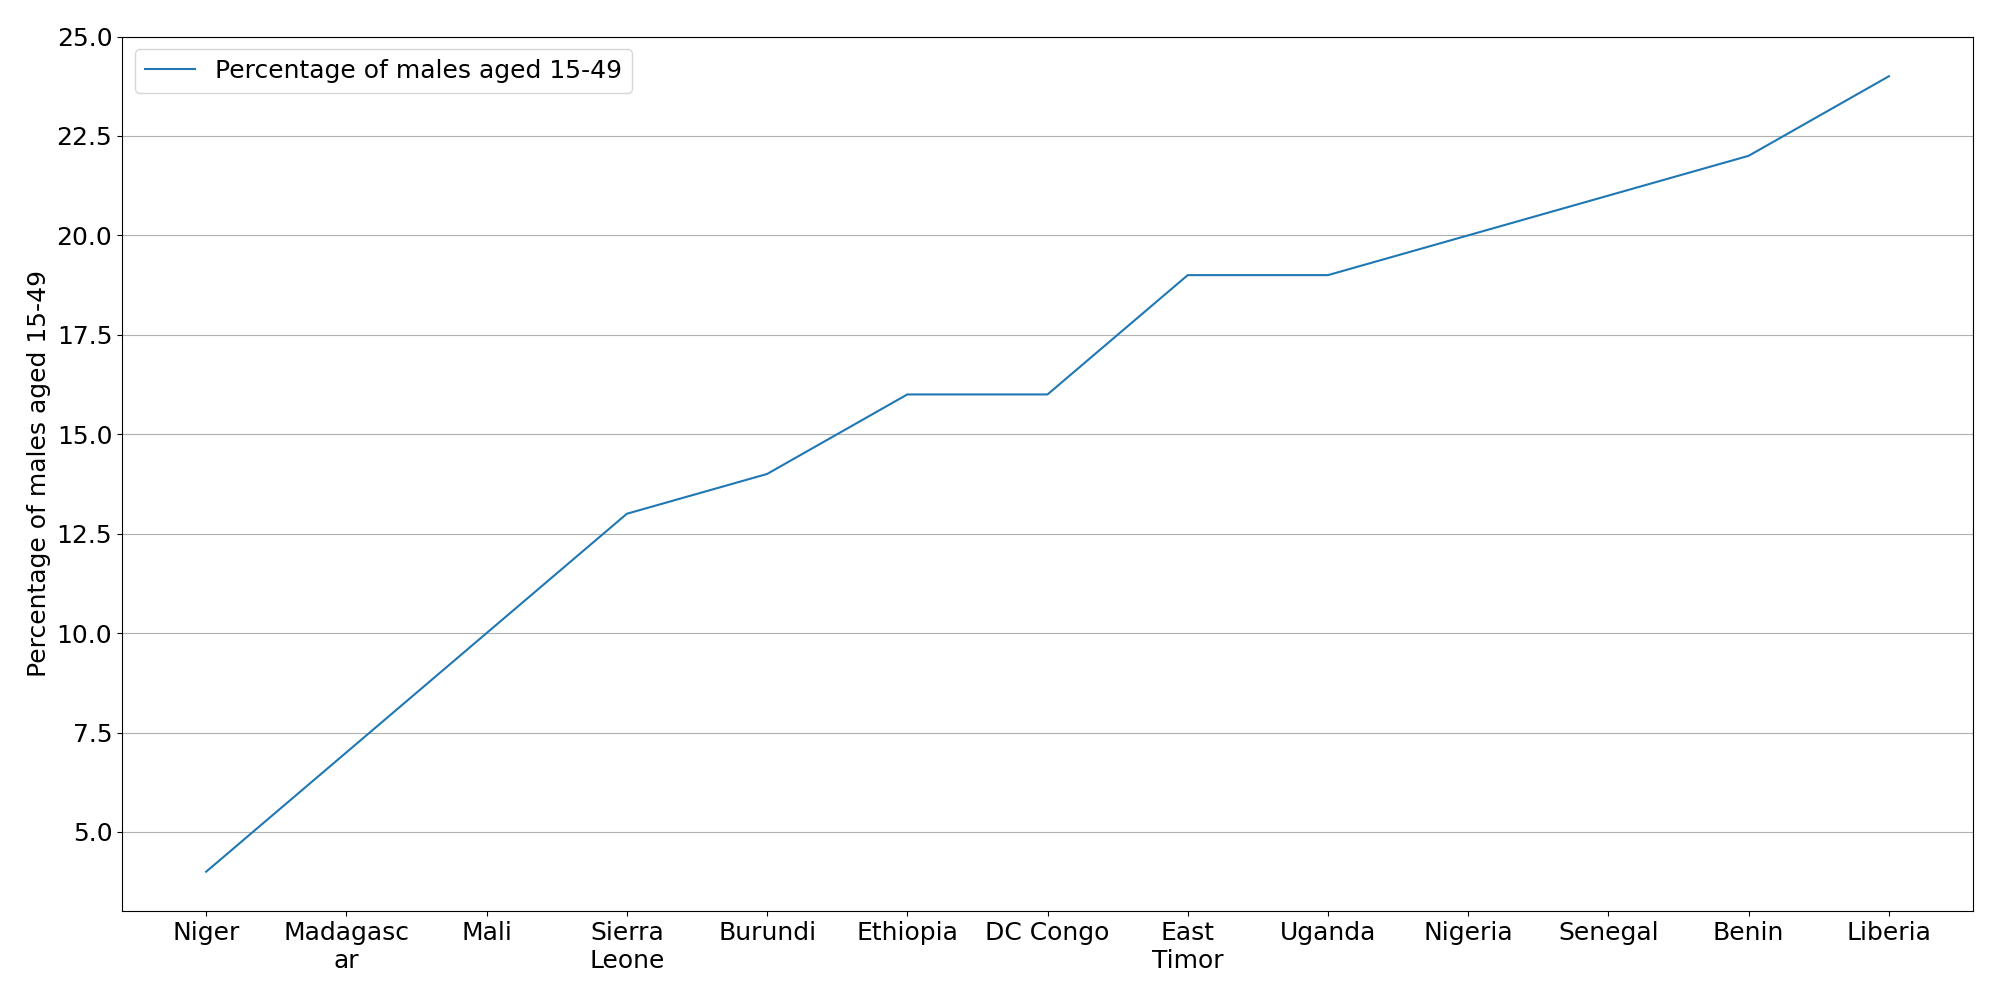 25.0
Percentage of males aged 15-49
22.5
20.0
17.5
15.0
12.5
10.0
7.5
5.0
Percentage of males aged 15-49
Niger
Madagasc
ar
Mali
Sierra
Leone
Burundi
Ethiopia
DC Congo
East
Timor
Uganda
Nigeria
Senegal
Benin
Liberia